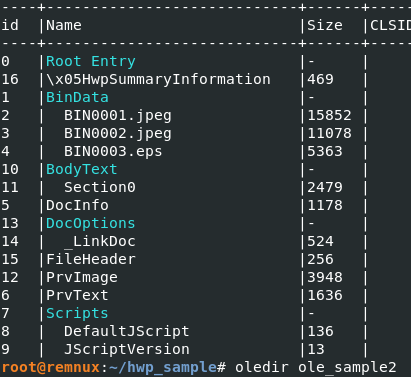 ----+----------------------------+------+------
id  |Name                        |Size  |CLSID
----+----------------------------+------+------
0   |Root Entry                  |-     |
16  |\x05HwpSummaryInformation   |469   |
1   |BinData                     |-     |
2   |  BIN0001.jpeg              |15852 |
3   |  BIN0002.jpeg              |11078 |
4   |  BIN0003.eps               |5363  |
10  |BodyText                    |-     |
11  |  Section0                  |2479  |
5   |DocInfo                     |1178  |
13  |DocOptions                  |-     |
14  |  _LinkDoc                  |524   |
15  |FileHeader                  |256   |
12  |PrvImage                    |3948  |
6   |PrvText                     |1636  |
7   |Scripts                     |-     |
8   |  DefaultJScript            |136   |
9   |  JScriptVersion            |13    |
root@remnux:~/hwp_sample# oledir ole_sample2